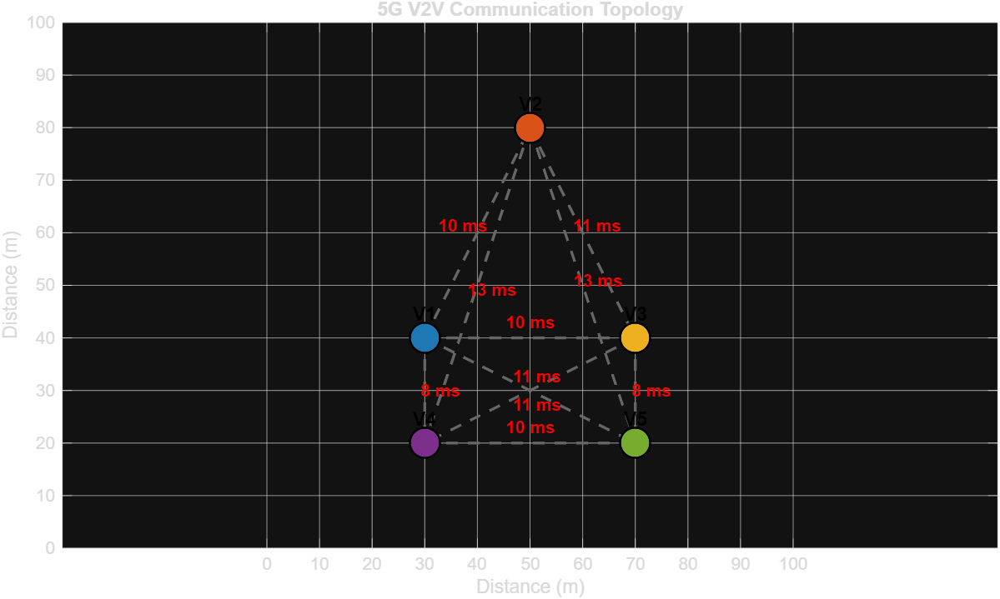 5G V2V Communication Topology
100
90
80
70
60
50
40
30
20
10
0
Distance (m)
V2
10 ms
11 ms
13 ms
13 ms
V1
V3
10 ms
11 ms
8 ms
8 ms
11 ms
V4
V5
10 ms
0 10 20 30 40 50 60 70 80 90 100
Distance (m)